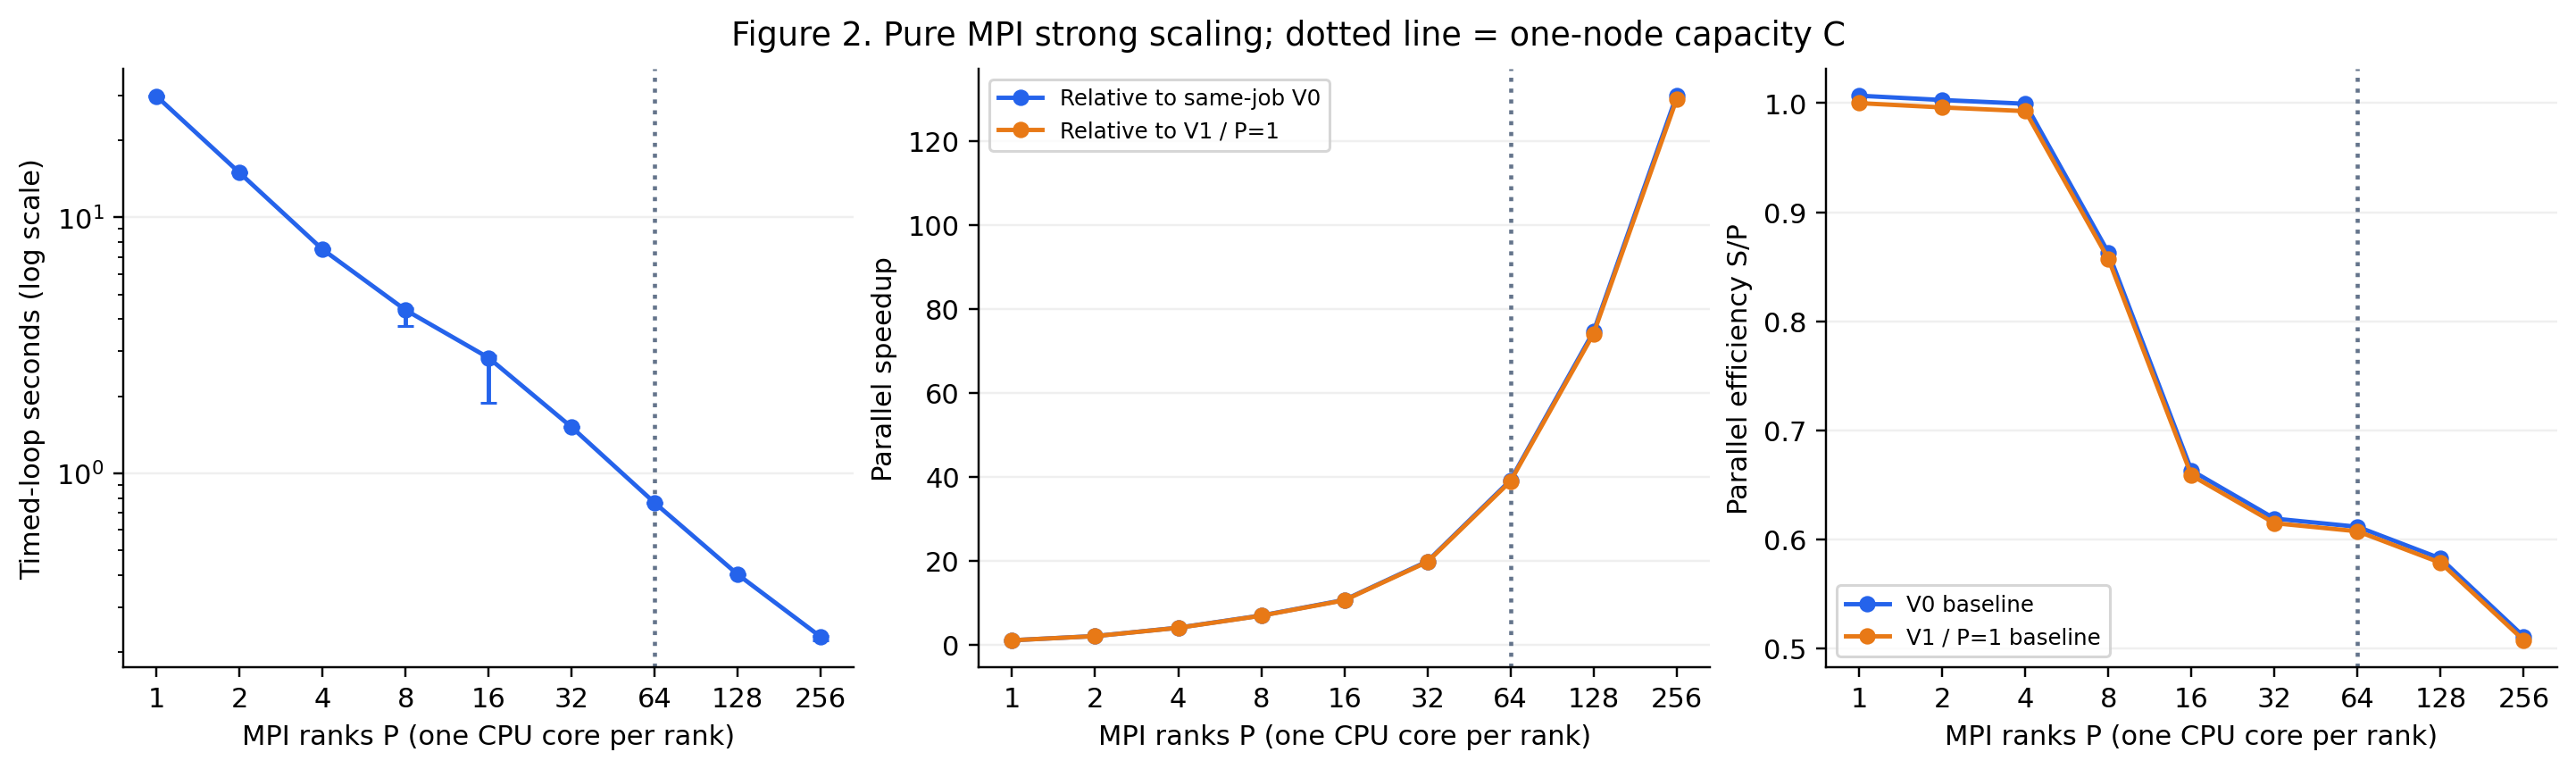 Figure 2. Pure MPI strong scaling; dotted line = one-node capacity C
Timed-loop seconds (log scale)
10¹
10⁰
1 2 4 8 16 32 64 128 256
MPI ranks P (one CPU core per rank)
Relative to same-job V0
Relative to V1 / P=1
Parallel speedup
120
100
80
60
40
20
0
1 2 4 8 16 32 64 128 256
MPI ranks P (one CPU core per rank)
Parallel efficiency S/P
1.0
0.9
0.8
0.7
0.6
0.5
V0 baseline
V1 / P=1 baseline
1 2 4 8 16 32 64 128 256
MPI ranks P (one CPU core per rank)